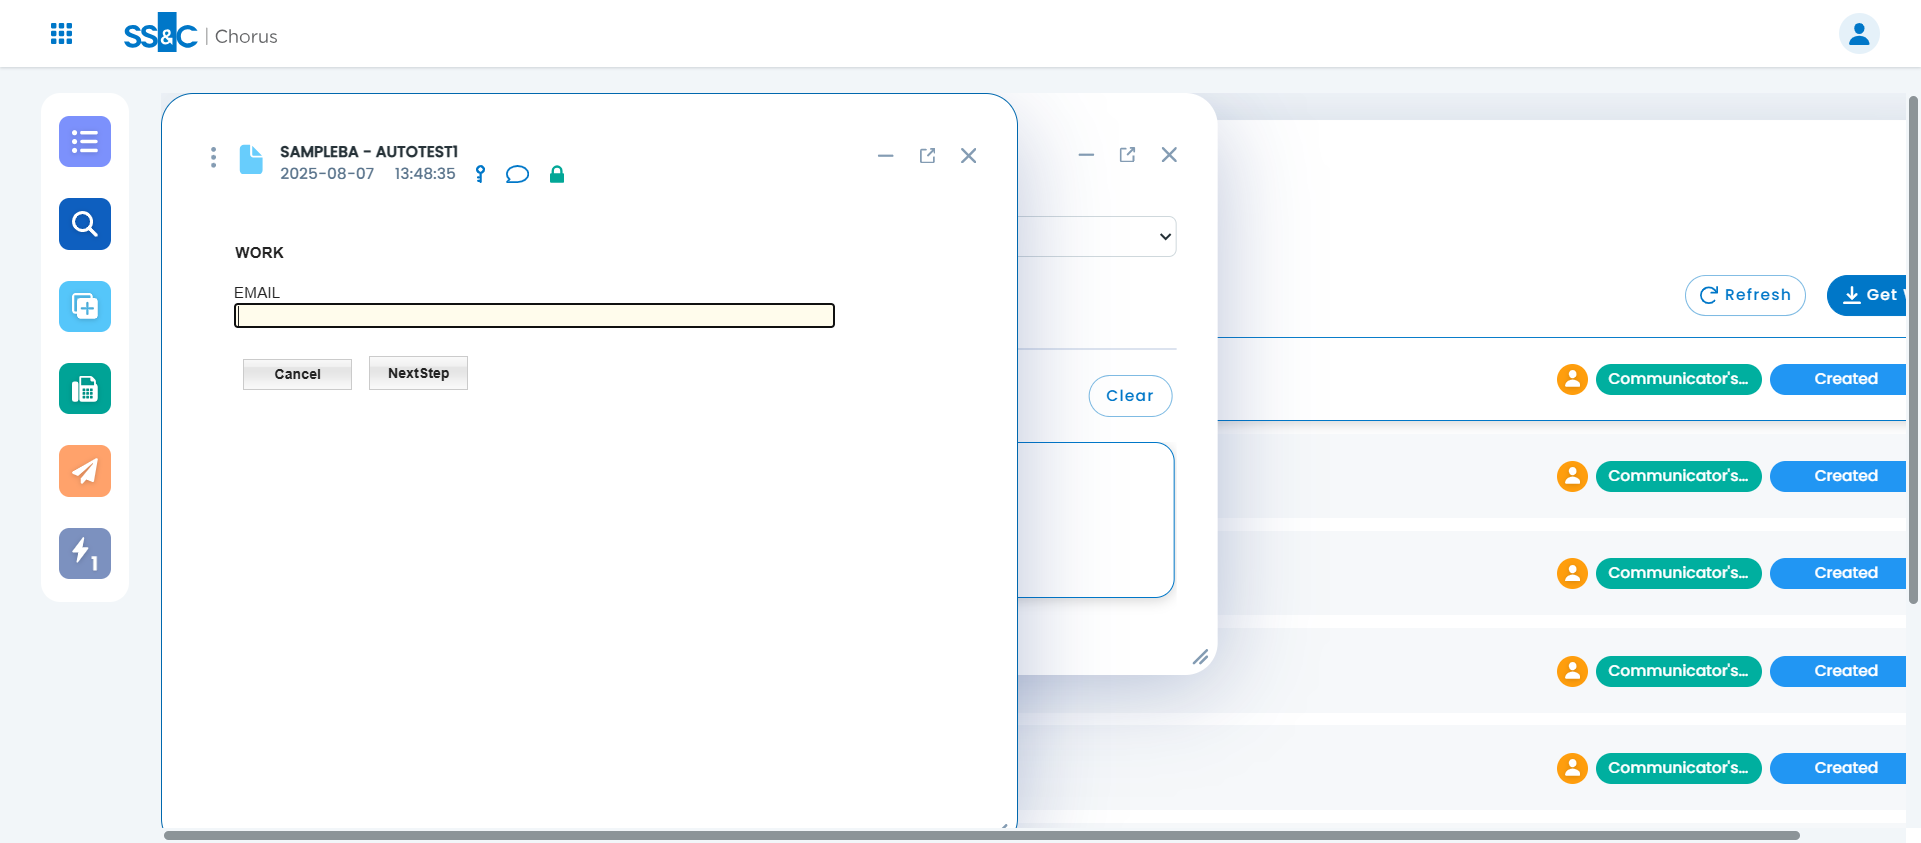 SS&C | Chorus
SAMPLEBA - AUTOTEST1
2025-08-07 13:48:35
WORK
EMAIL
Cancel NextStep
Clear
Refresh Get
Communicator's... Created
Communicator's... Created
Communicator's... Created
Communicator's... Created
Communicator's... Created
1